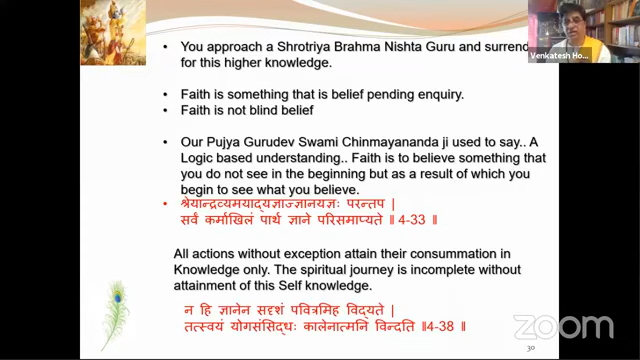 You approach a Shrotriya Brahma Nishta Guru and surrend
for this higher knowledge.
Faith is something that is belief pending enquiry.
Faith is not blind belief
Our Pujya Gurudev Swami Chinmayananda ji used to say.. A
Logic based understanding.. Faith is to believe something that
you do not see in the beginning but as a result of which you
begin to see what you believe.
श्रेयान्द्रव्यमयाद्यज्ञाज्ज्ञानयज्ञः परन्तप |
सर्वं कर्माखिलं पार्थ ज्ञाने परिसमाप्यते ॥ 4-33 ॥
All actions without exception attain their consummation in
Knowledge only. The spiritual journey is incomplete without
attainment of this Self knowledge.
न हि ज्ञानेन सदृशं पवित्रमिह विद्यते |
तत्स्वयं योगसंसिद्धः कालेनात्मनि विन्दति ॥4-38 ॥
30
Venkatesh Ho...
zoom